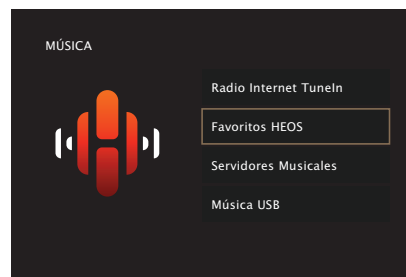 MÚSICA
Radio Internet TuneIn
Favoritos HEOS
Servidores Musicales
Música USB